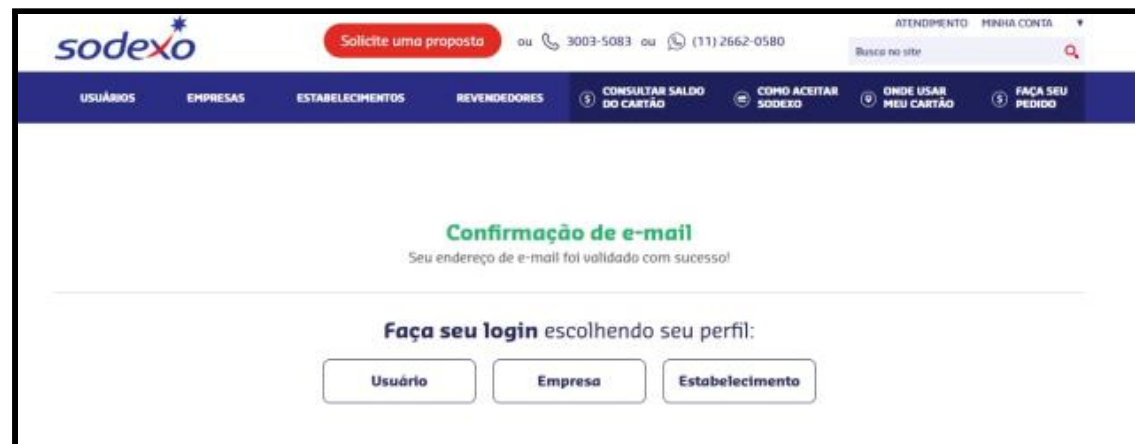 sodexo
Solicite uma proposta ou 3003-5083 ou (11) 2662-0580
ATENDIMENTO MINHA CONTA
Busca no site
USUÁRIOS EMPRESAS ESTABELECIMENTOS REVENDEDORES
CONSULTAR SALDO
DO CARTÃO
COMO ACEITAR
SODEXO
ONDE USAR
MEU CARTÃO
FAÇA SEU
PEDIDO
Confirmação de e-mail
Seu endereço de e-mail foi validado com sucesso!
Faça seu login escolhendo seu perfil:
Usuário Empresa Estabelecimento